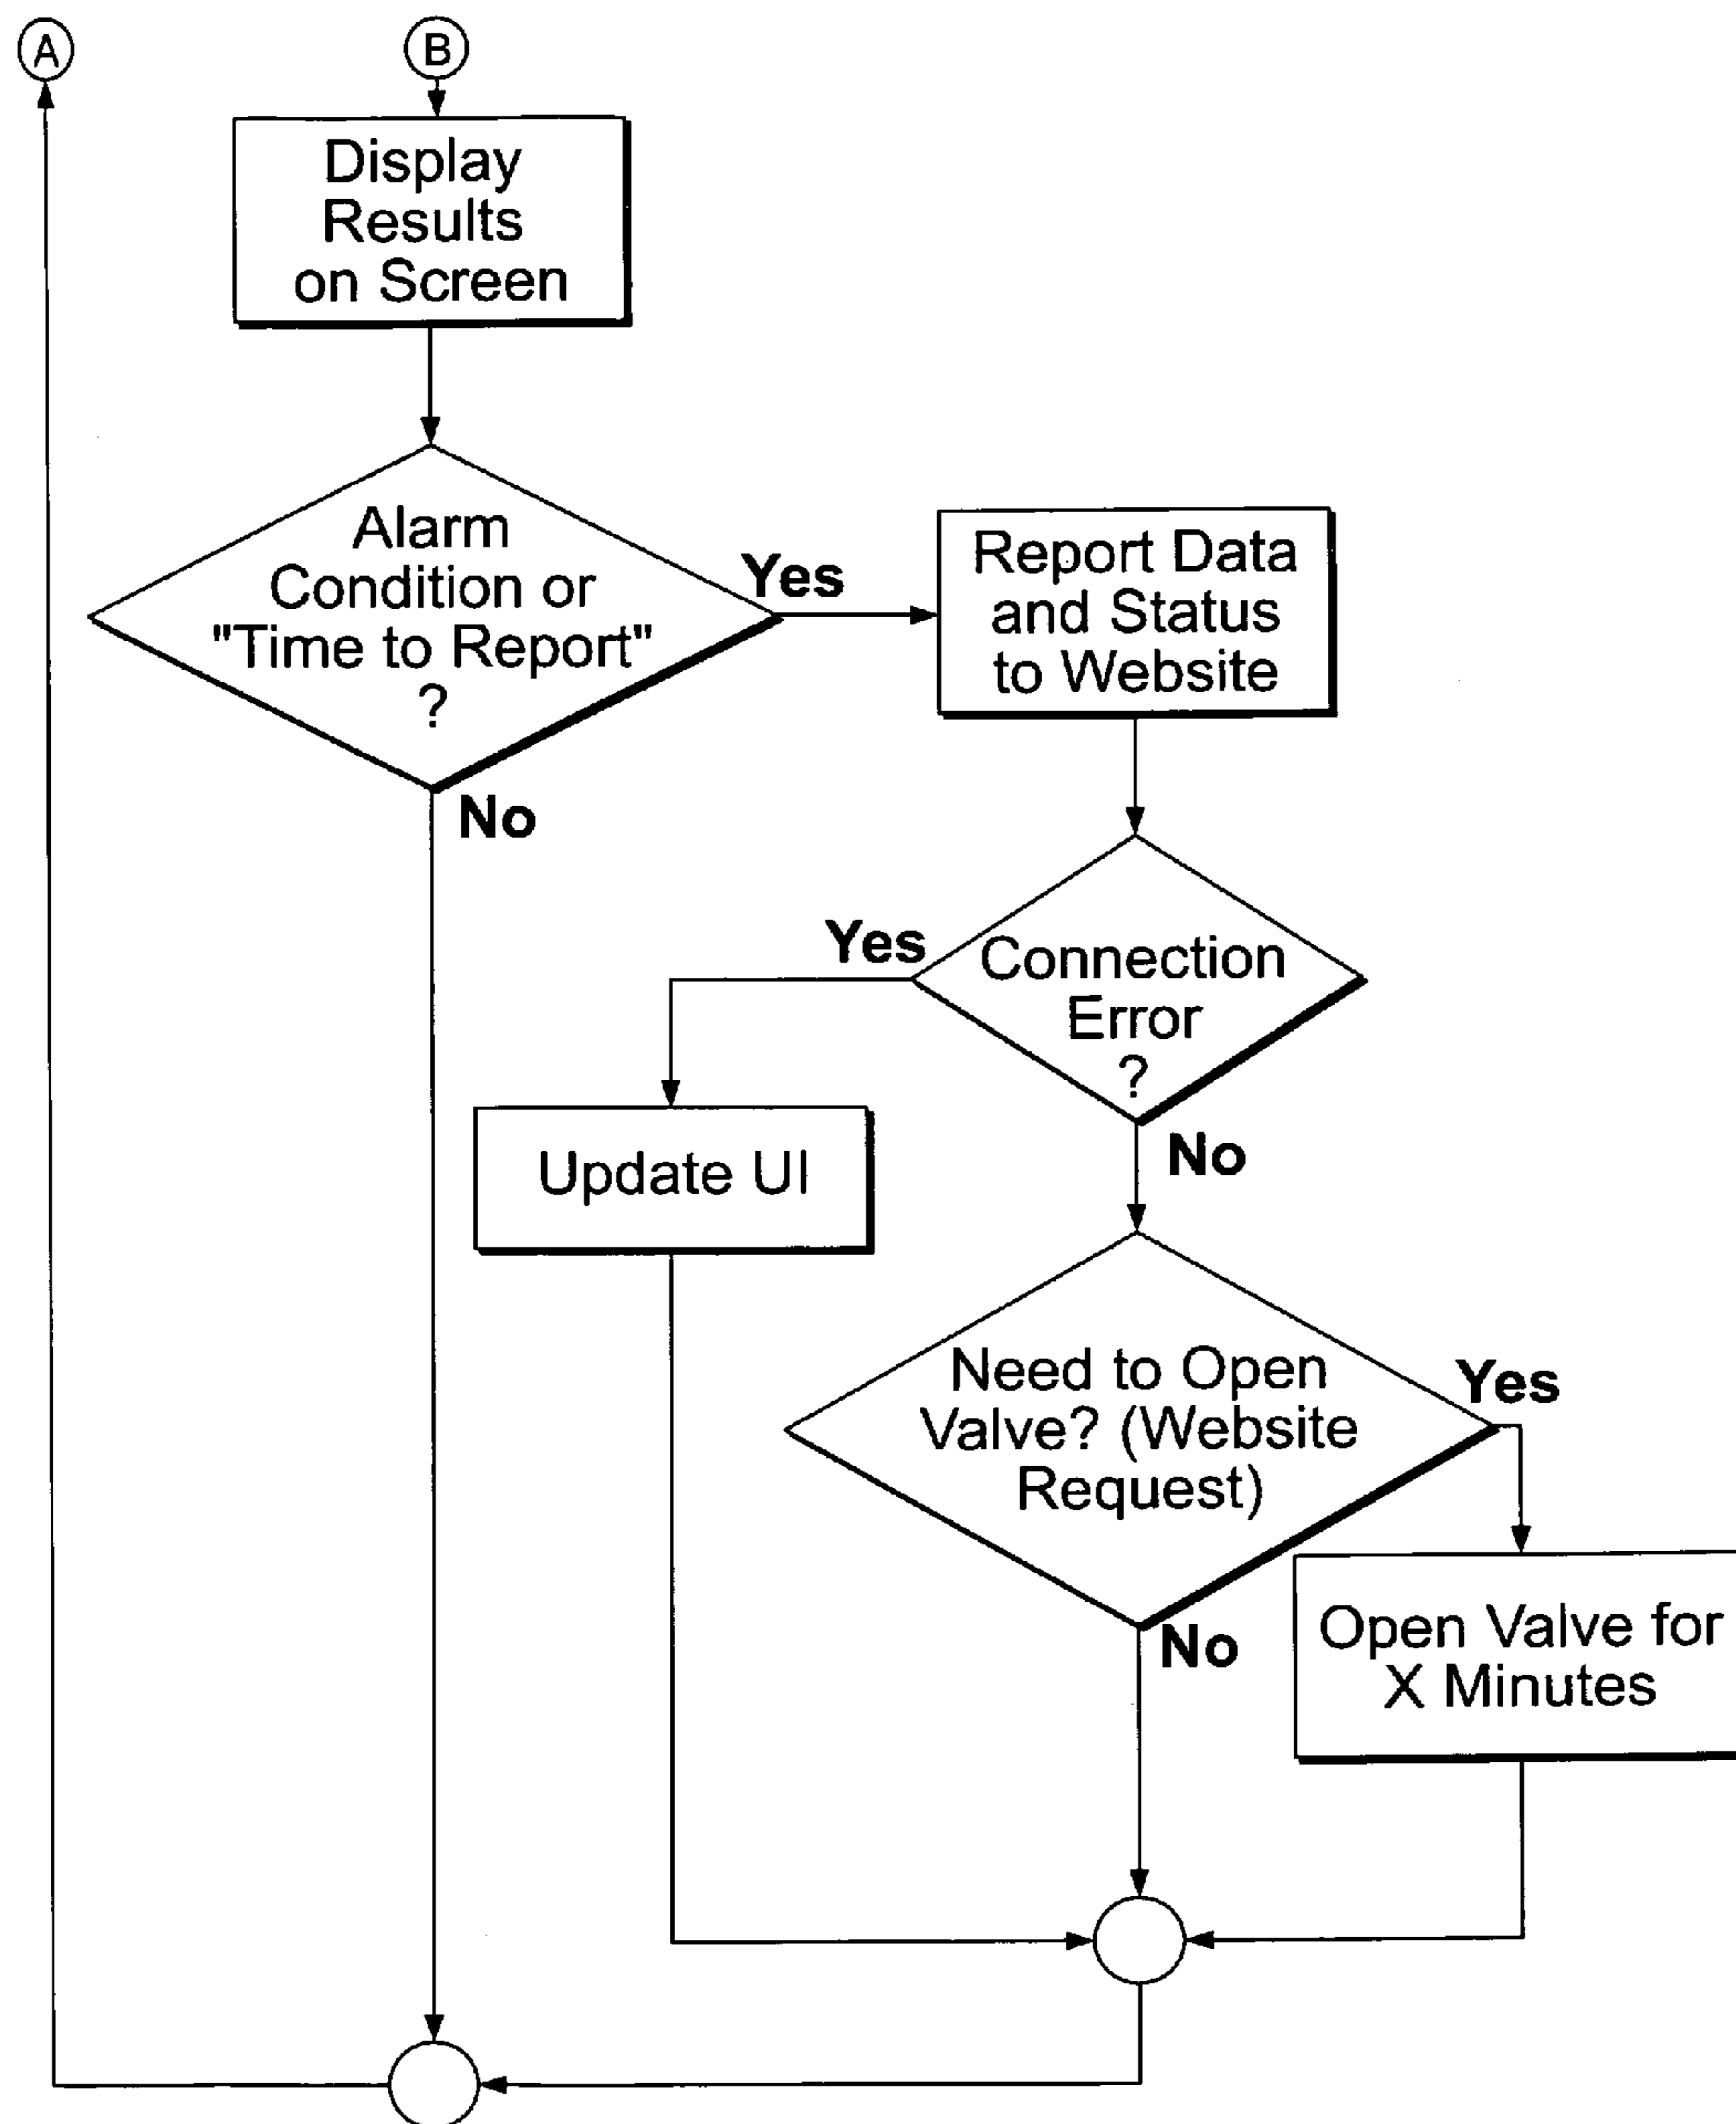 A
B
Display
Results
on Screen
Alarm
Condition or
"Time to Report"
?
Yes
No
Report Data
and Status
to Website
Connection
Error
?
Yes
No
Update UI
Need to Open
Valve? (Website
Request)
Yes
No
Open Valve for
X Minutes